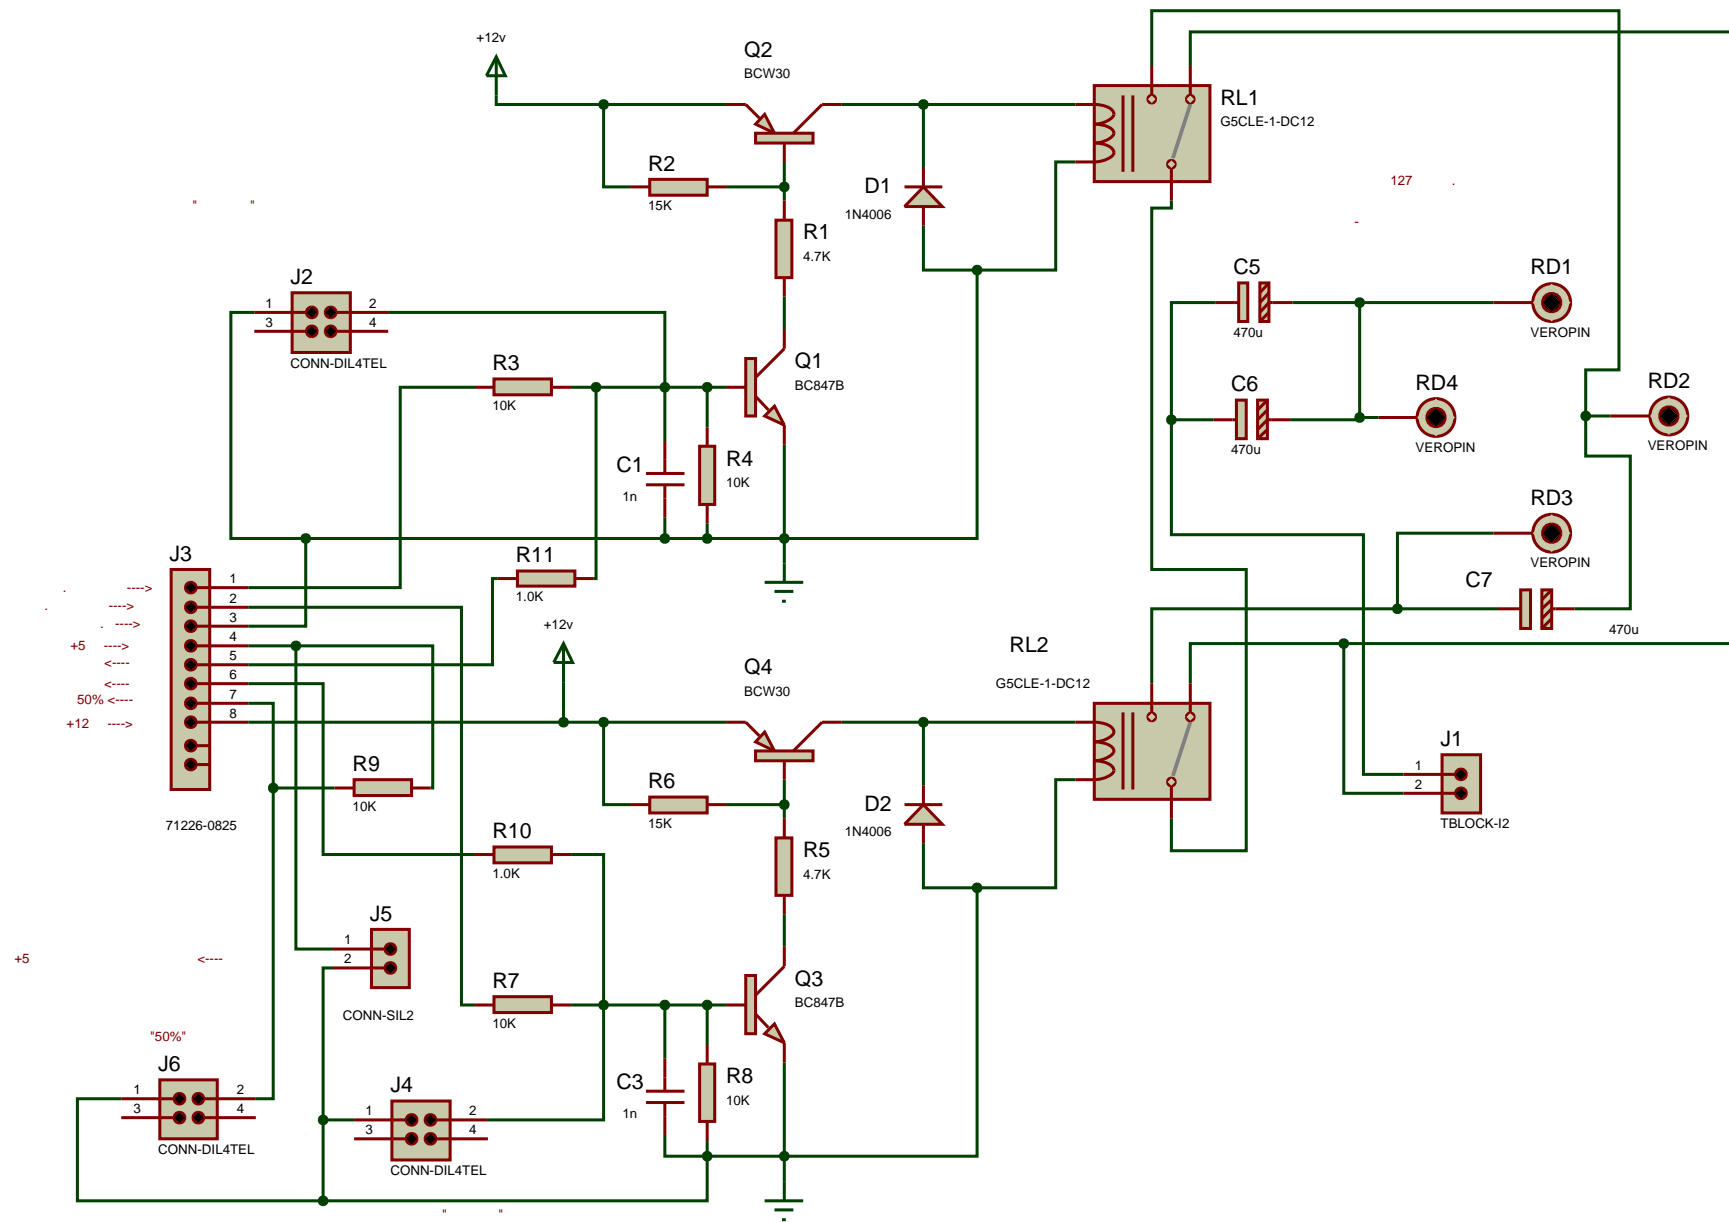 +12v
Q2
BCW30
RL1
G5CLE-1-DC12
R2
15K
D1
1N4006
127 .
" "
-
R1
4.7K
J2
1 2
3 4
CONN-DIL4TEL
C5
470u
RD1
VEROPIN
R3
10K
Q1
BC847B
C6
470u
RD4
VEROPIN
RD2
VEROPIN
C1
1n
R4
10K
RD3
VEROPIN
J3
1
2
3
4
5
6
7
8
71226-0825
. ---->
. ---->
. ---->
+5 ---->
<----
<----
50% <----
+12 ---->
R11
1.0K
C7
470u
+12v
Q4
BCW30
RL2
G5CLE-1-DC12
R9
10K
R6
15K
D2
1N4006
J1
1
2
TBLOCK-I2
R10
1.0K
R5
4.7K
J5
1
2
CONN-SIL2
+5 <----
R7
10K
Q3
BC847B
"50%"
J6
1 2
3 4
CONN-DIL4TEL
J4
1 2
3 4
CONN-DIL4TEL
C3
1n
R8
10K
" "